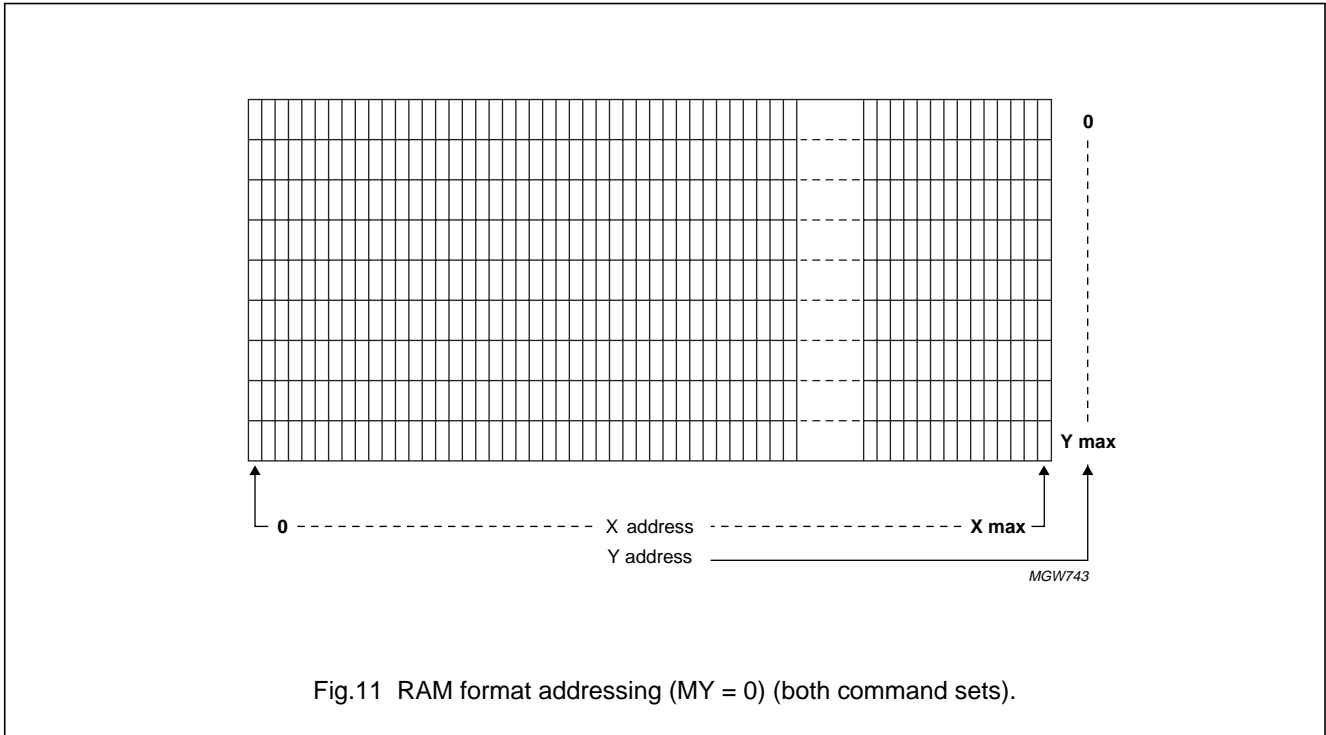 0
Y max
0 X address X max
Y address
MGW743
Fig.11 RAM format addressing (MY = 0) (both command sets).